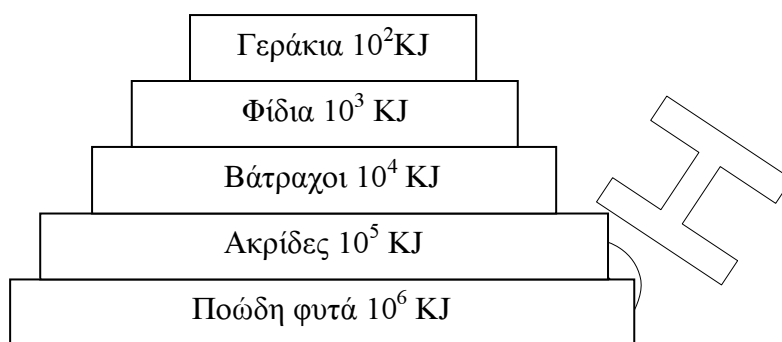 Γεράκια 10²KJ
Φίδια 10³ KJ
Βάτραχοι 10⁴ KJ
Ακρίδες 10⁵ KJ
Ποώδη φυτά 10⁶ KJ
H